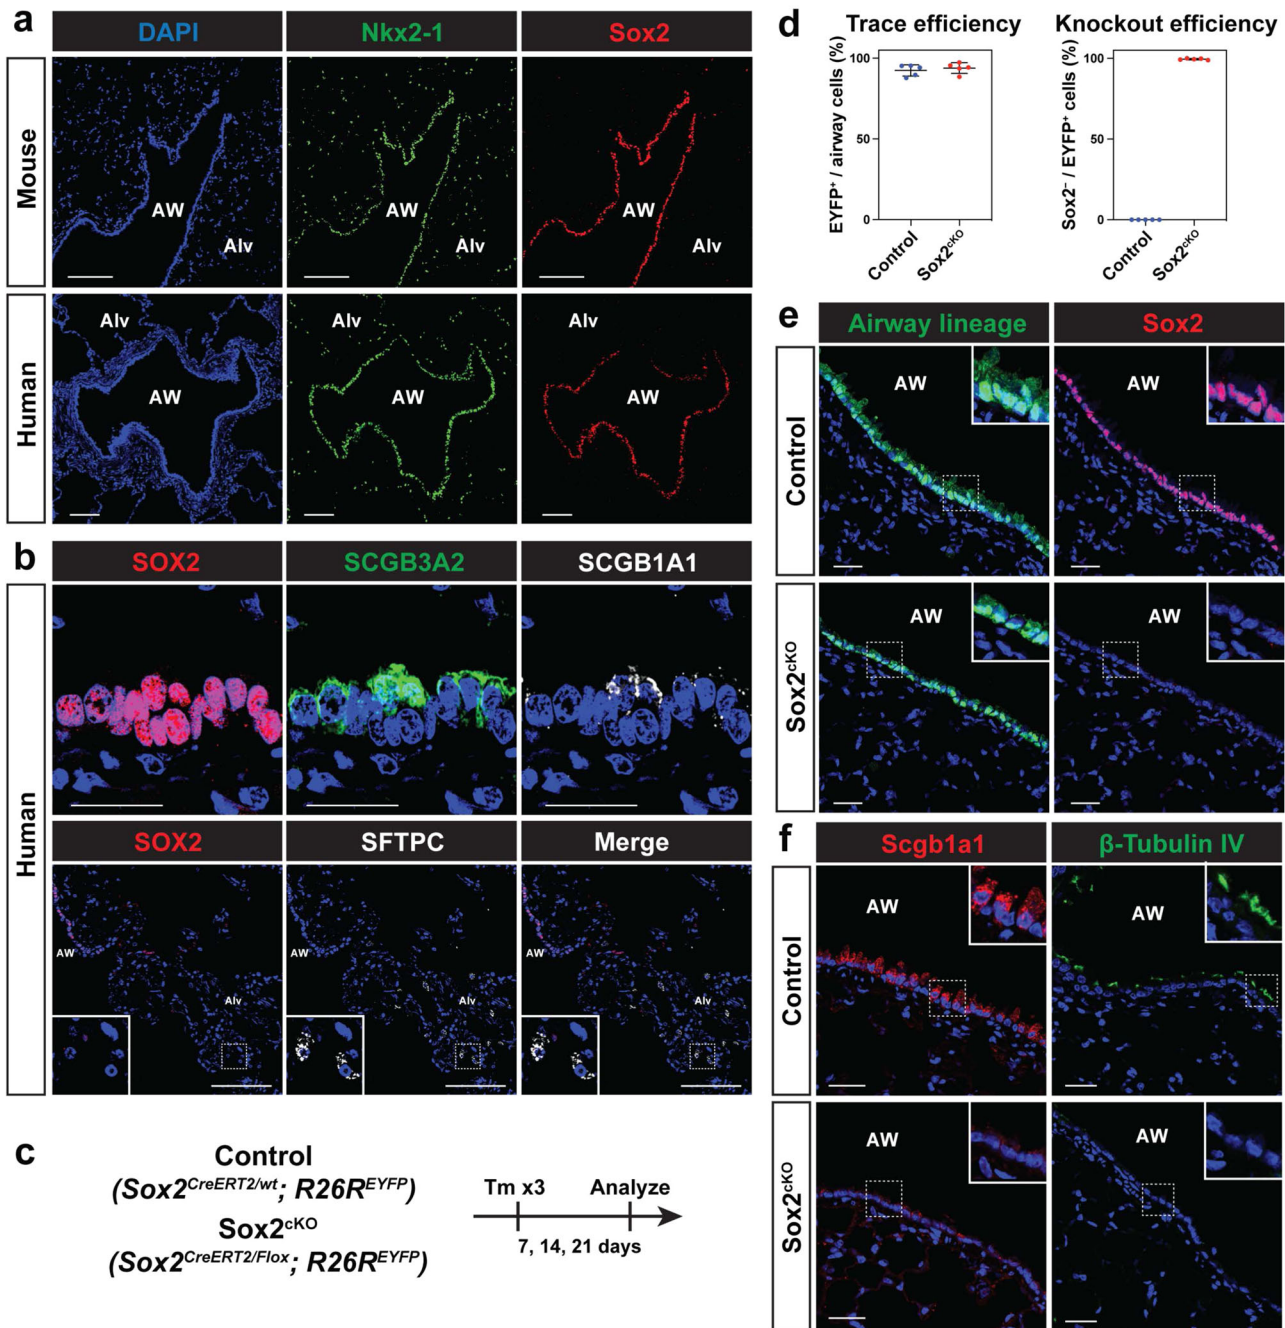 a
DAPI
Nkx2-1
Sox2
Mouse
AW
Alv
AW
Alv
AW
Alv
Human
Alv
AW
Alv
AW
Alv
AW
b
SOX2
SCGB3A2
SCGB1A1
Human
SOX2
SFTPC
Merge
AW
Alv
AW
Alv
AW
Alv
c
Control
(Sox2CreERT2/wt; R26REYFP)
Sox2cKO
(Sox2CreERT2/Flox; R26REYFP)
Tm x3
Analyze
7, 14, 21 days
d
Trace efficiency
EYFP+ / airway cells (%)
100
50
0
Control
Sox2cKO
Knockout efficiency
Sox2- / EYFP+ cells (%)
100
50
0
Control
Sox2cKO
e
Airway lineage
Sox2
Control
AW
AW
Sox2cKO
AW
AW
f
Scgb1a1
β-Tubulin IV
Control
AW
AW
Sox2cKO
AW
AW